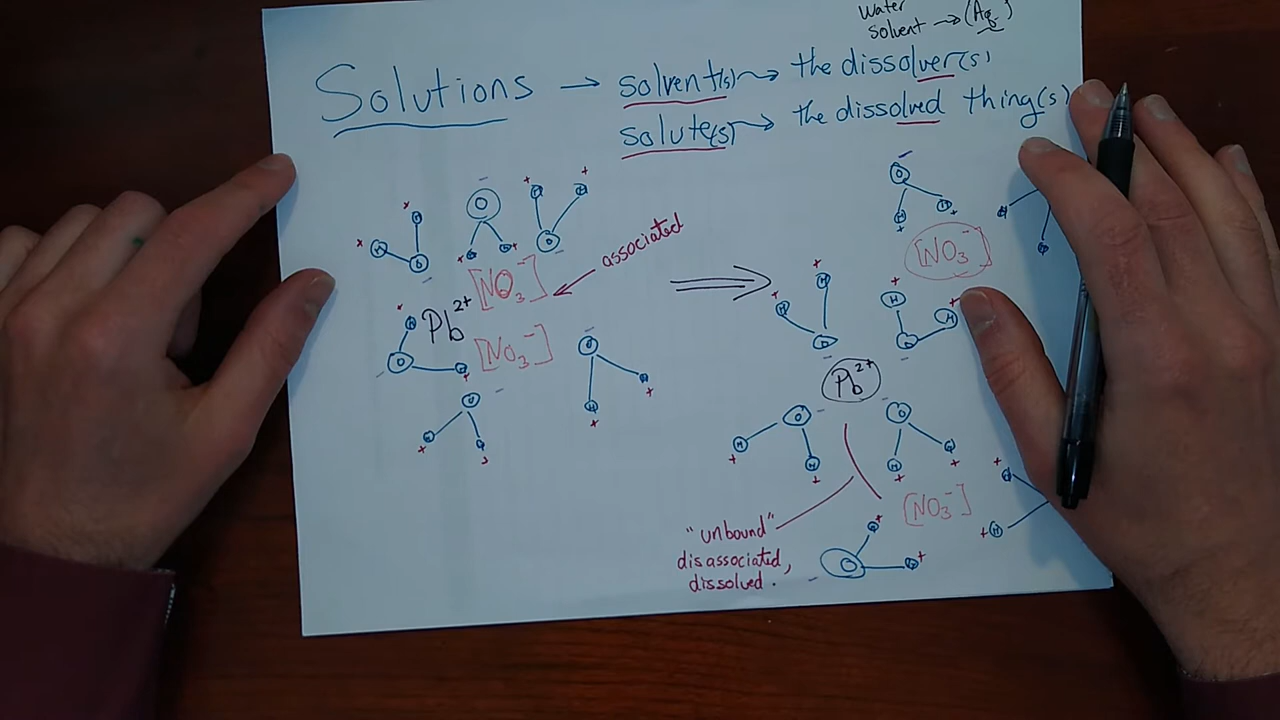 water
solvent → (Aq)
Solutions → solvent(s) → the dissolver(s)
solute(s) → the dissolved thing(s)
associated
[NO₃⁻]
[NO₃⁻]
Pb²⁺
[NO₃⁻]
Pb²⁺
[NO₃⁻]
"unbound"
disassociated,
dissolved.